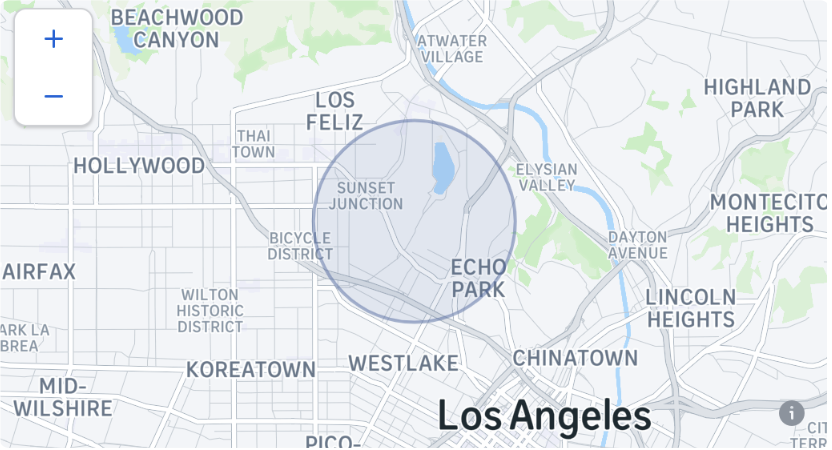 BEACHWOOD
CANYON
+
−
ATWATER
VILLAGE
HIGHLAND
PARK
LOS
FELIZ
THAI
TOWN
HOLLYWOOD
ELYSIAN
VALLEY
SUNSET
JUNCTION
MONTECITO
HEIGHTS
BICYCLE
DISTRICT
DAYTON
AVENUE
AIRFAX
ECHO
PARK
WILTON
HISTORIC
DISTRICT
LINCOLN
HEIGHTS
ARK LA
BREA
KOREATOWN
WESTLAKE
CHINATOWN
MID-
WILSHIRE
Los Angeles
i
PICO-
CIT
TERR